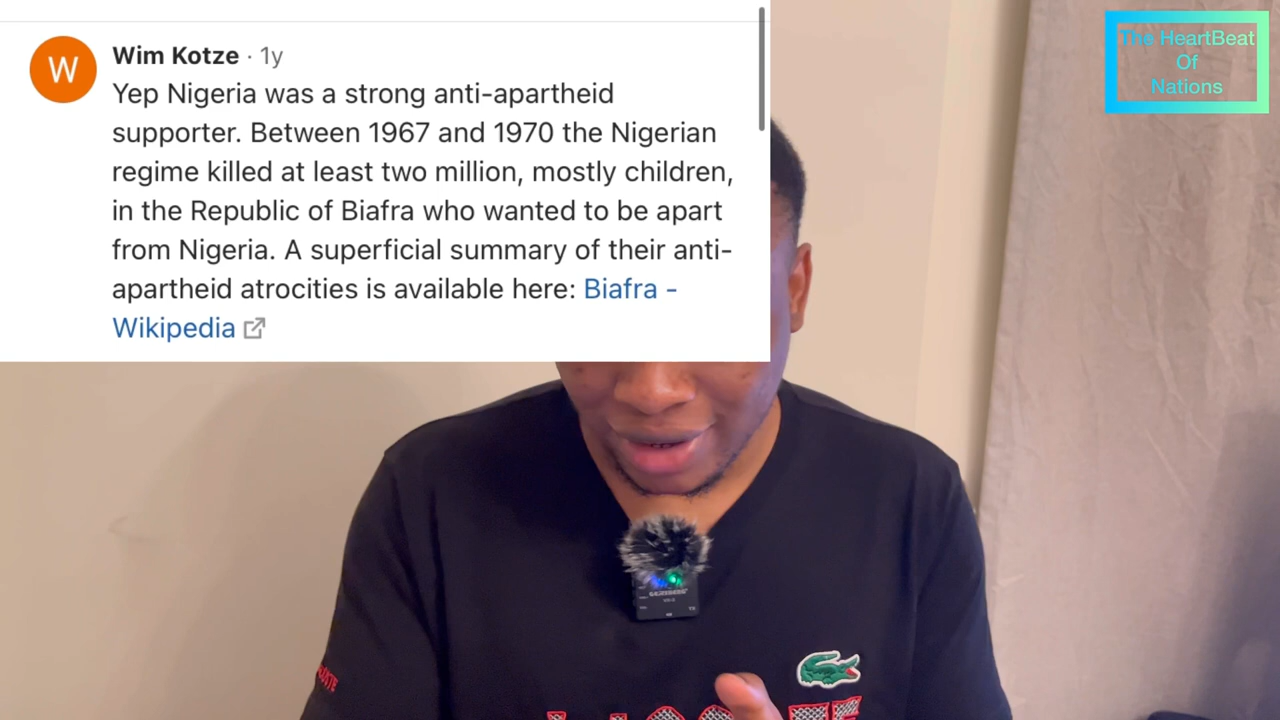 W
Wim Kotze · 1y
Yep Nigeria was a strong anti-apartheid
supporter. Between 1967 and 1970 the Nigerian
regime killed at least two million, mostly children,
in the Republic of Biafra who wanted to be apart
from Nigeria. A superficial summary of their anti-
apartheid atrocities is available here: Biafra -
Wikipedia
The HeartBeat
Of
Nations